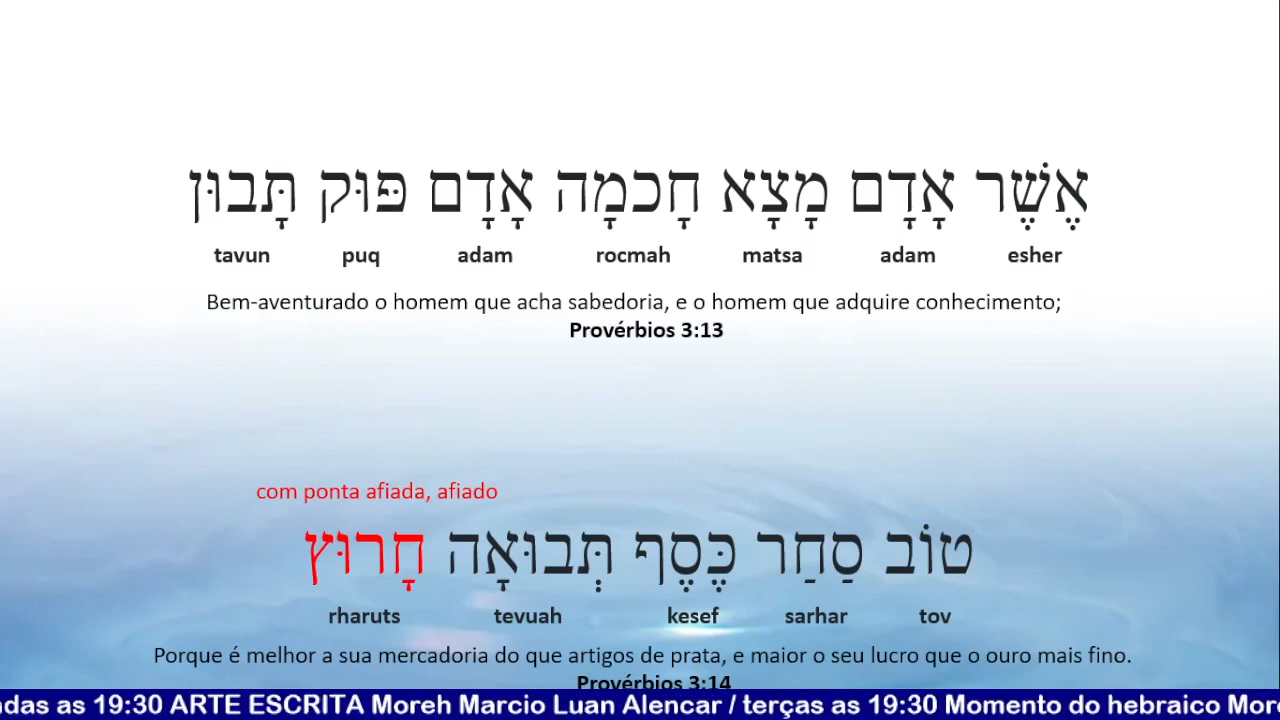 אֶשֶׁר אָדָם מָצָא חָכמָה אָדָם פּוּק תָּבוּן
esher adam matsa rocmah adam puq tavun
Bem-aventurado o homem que acha sabedoria, e o homem que adquire conhecimento;
Provérbios 3:13
com ponta afiada, afiado
טוֹב סַחַר כֶּסֶף תְּבוּאָה חָרוּץ
tov sarhar kesef tevuah rharuts
Porque é melhor a sua mercadoria do que artigos de prata, e maior o seu lucro que o ouro mais fino.
Provérbios 3:14
ndas as 19:30 ARTE ESCRITA Moreh Marcio Luan Alencar / terças as 19:30 Momento do hebraico More